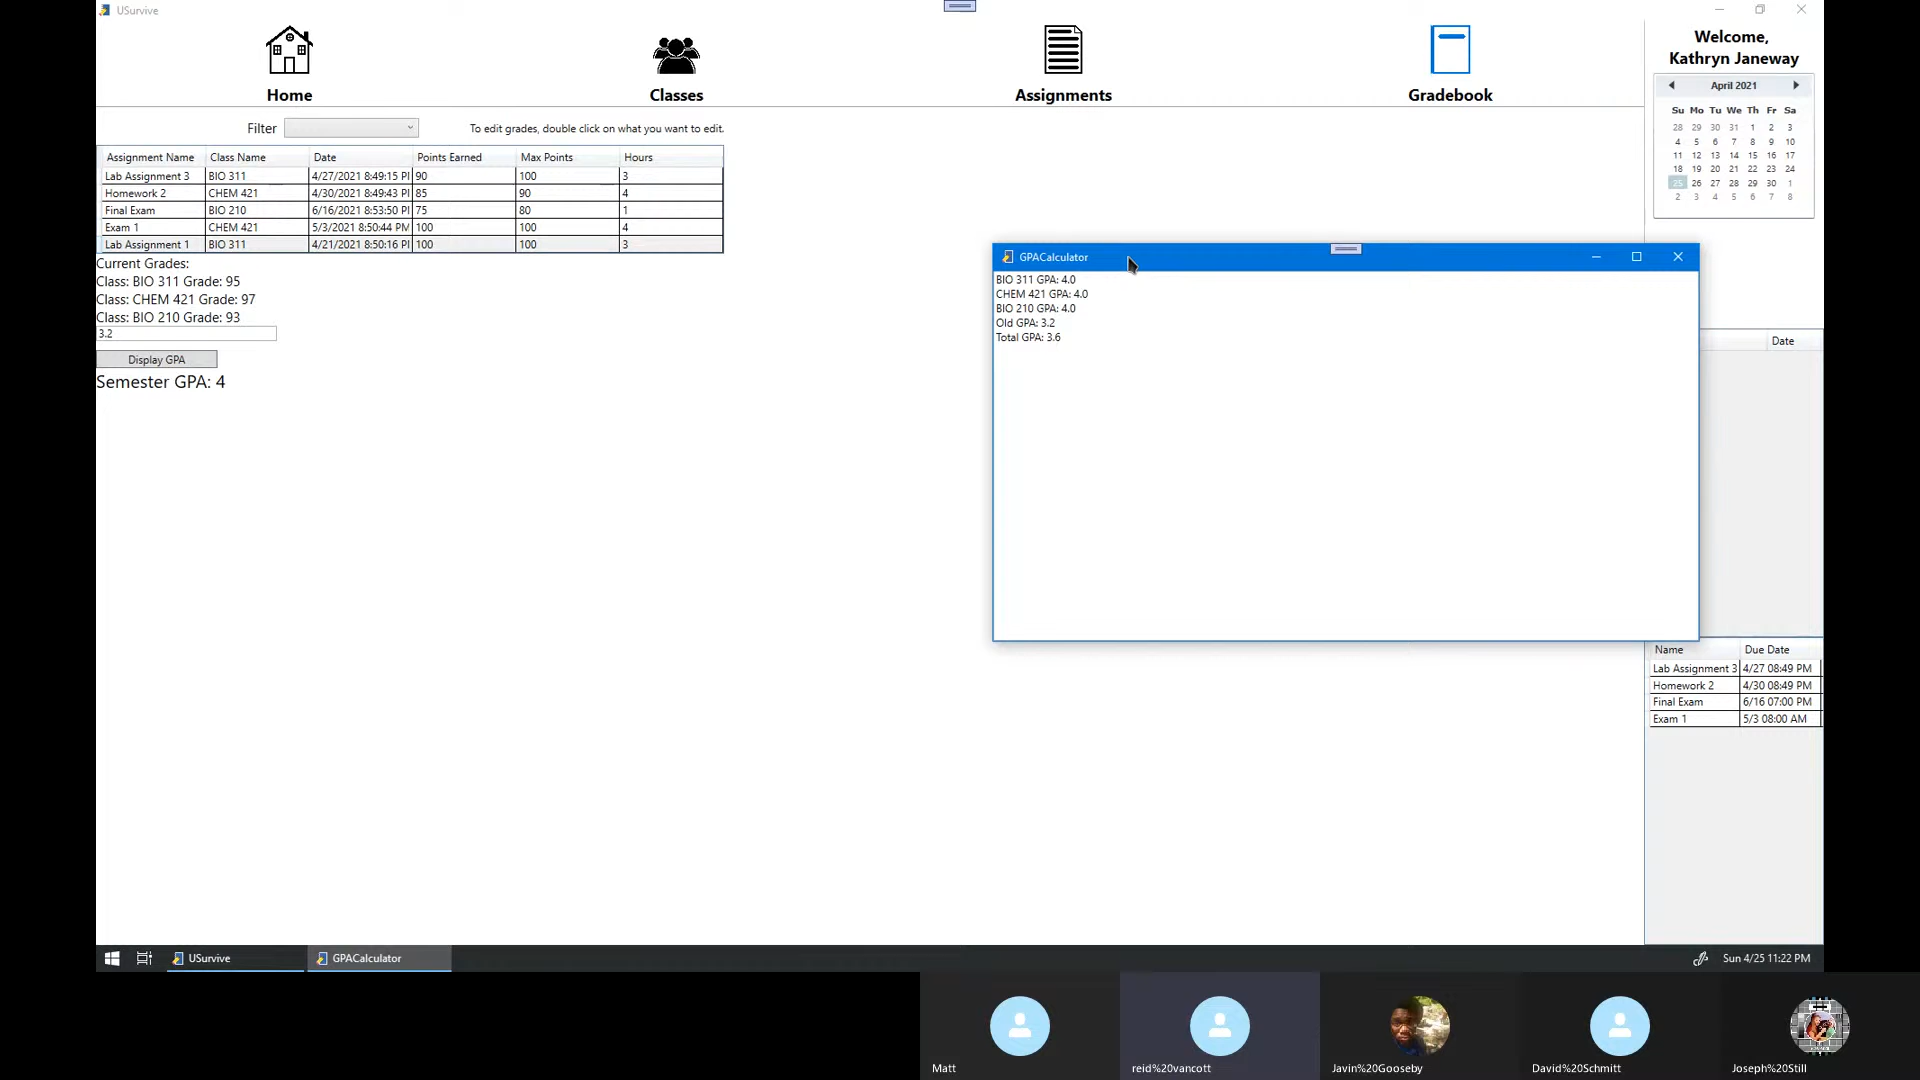 USurvive
Home
Classes
Assignments
Gradebook
Welcome,
Kathryn Janeway
April 2021
Su Mo Tu We Th Fr Sa
28 29 30 31 1 2 3
4 5 6 7 8 9 10
11 12 13 14 15 16 17
18 19 20 21 22 23 24
25 26 27 28 29 30 1
2 3 4 5 6 7 8
Filter
To edit grades, double click on what you want to edit.
Assignment Name Class Name Date Points Earned Max Points Hours
Lab Assignment 3 BIO 311 4/27/2021 8:49:15 PI 90 100 3
Homework 2 CHEM 421 4/30/2021 8:49:43 PI 85 90 4
Final Exam BIO 210 6/16/2021 8:53:50 PI 75 80 1
Exam 1 CHEM 421 5/3/2021 8:50:44 PM 100 100 4
Lab Assignment 1 BIO 311 4/21/2021 8:50:16 PI 100 100 3
Current Grades:
Class: BIO 311 Grade: 95
Class: CHEM 421 Grade: 97
Class: BIO 210 Grade: 93
3.2
Display GPA
Semester GPA: 4
GPACalculator
BIO 311 GPA: 4.0
CHEM 421 GPA: 4.0
BIO 210 GPA: 4.0
Old GPA: 3.2
Total GPA: 3.6
Date
Name Due Date
Lab Assignment 3 4/27 08:49 PM
Homework 2 4/30 08:49 PM
Final Exam 6/16 07:00 PM
Exam 1 5/3 08:00 AM
USurvive
GPACalculator
Sun 4/25 11:22 PM
Matt
reid%20vancott
Javin%20Gooseby
David%20Schmitt
Joseph%20Still